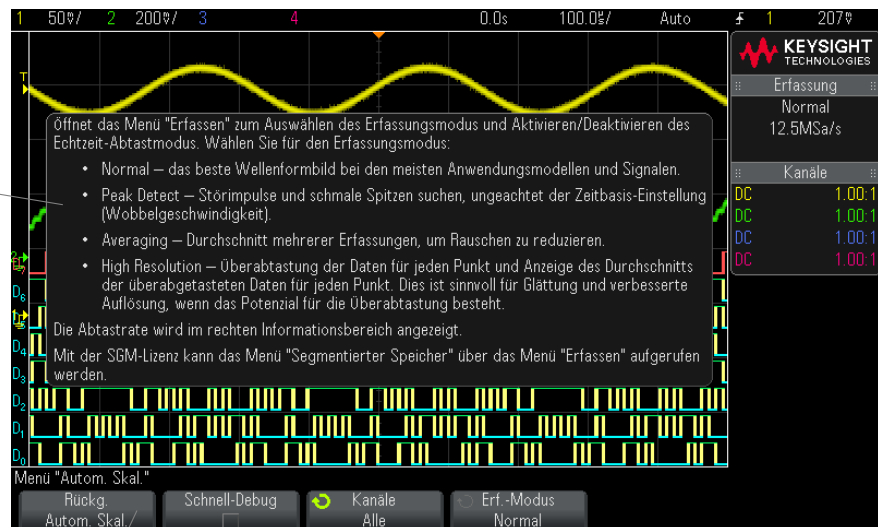 1 50V/ 2 200V/ 3 4 0.0s 100.0s/ Auto 1 207V
KEYSIGHT
TECHNOLOGIES
Erfassung
Normal
12.5MSa/s
Kanäle
DC 1.00:1
DC 1.00:1
DC 1.00:1
DC 1.00:1
T
Öffnet das Menü "Erfassen" zum Auswählen des Erfassungsmodus und Aktivieren/Deaktivieren des
Echtzeit-Abtastmodus. Wählen Sie für den Erfassungsmodus:
• Normal – das beste Wellenformbild bei den meisten Anwendungsmodellen und Signalen.
• Peak Detect – Störimpulse und schmale Spitzen suchen, ungeachtet der Zeitbasis-Einstellung
(Wobbelgeschwindigkeit).
• Averaging – Durchschnitt mehrerer Erfassungen, um Rauschen zu reduzieren.
• High Resolution – Überabtastung der Daten für jeden Punkt und Anzeige des Durchschnitts
der überabgetasteten Daten für jeden Punkt. Dies ist sinnvoll für Glättung und verbesserte
Auflösung, wenn das Potenzial für die Überabtastung besteht.
Die Abtastrate wird im rechten Informationsbereich angezeigt.
Mit der SGM-Lizenz kann das Menü "Segmentierter Speicher" über das Menü "Erfassen" aufgerufen
werden.
D6
D4
D3
D2
D1
D0
Menü "Autom. Skal."
Rückg.
Autom. Skal./
Schnell-Debug
Kanäle
Alle
Erf.-Modus
Normal